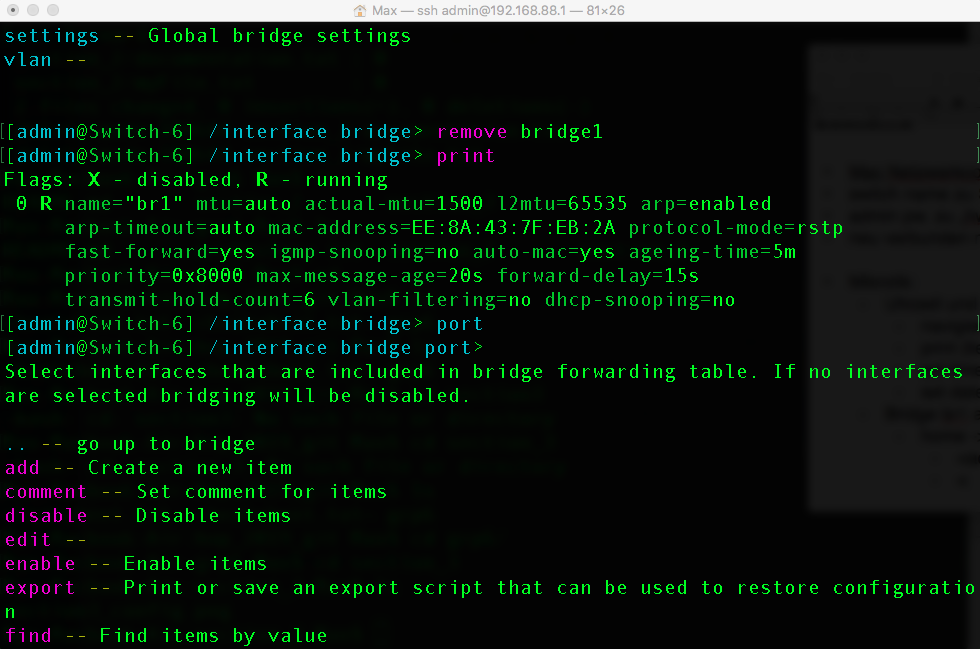 Max — ssh admin@192.168.88.1 — 81×26
settings -- Global bridge settings
vlan --
[[admin@Switch-6] /interface bridge> remove bridge1 ]
[[admin@Switch-6] /interface bridge> print ]
Flags: X - disabled, R - running
0 R name="br1" mtu=auto actual-mtu=1500 l2mtu=65535 arp=enabled
arp-timeout=auto mac-address=EE:8A:43:7F:EB:2A protocol-mode=rstp
fast-forward=yes igmp-snooping=no auto-mac=yes ageing-time=5m
priority=0x8000 max-message-age=20s forward-delay=15s
transmit-hold-count=6 vlan-filtering=no dhcp-snooping=no
[[admin@Switch-6] /interface bridge> port ]
[admin@Switch-6] /interface bridge port>
Select interfaces that are included in bridge forwarding table. If no interfaces
are selected bridging will be disabled.
.. -- go up to bridge
add -- Create a new item
comment -- Set comment for items
disable -- Disable items
edit --
enable -- Enable items
export -- Print or save an export script that can be used to restore configuratio
n
find -- Find items by value